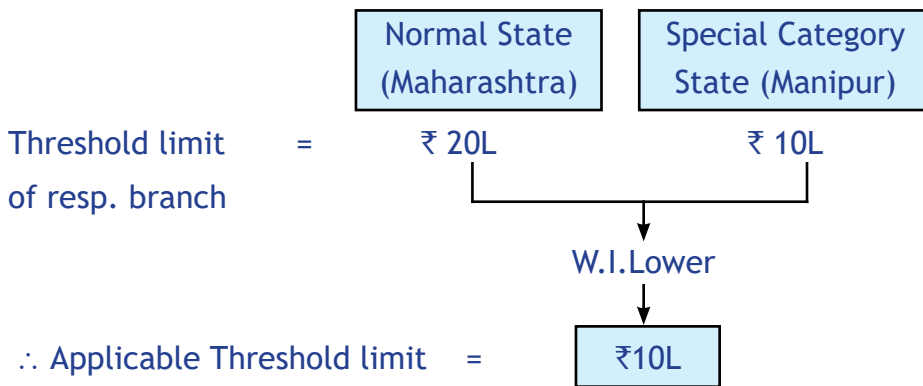 Normal State
(Maharashtra)
Special Category
State (Manipur)
Threshold limit = ₹ 20L ₹ 10L
of resp. branch
W.I.Lower
∴ Applicable Threshold limit = ₹10L